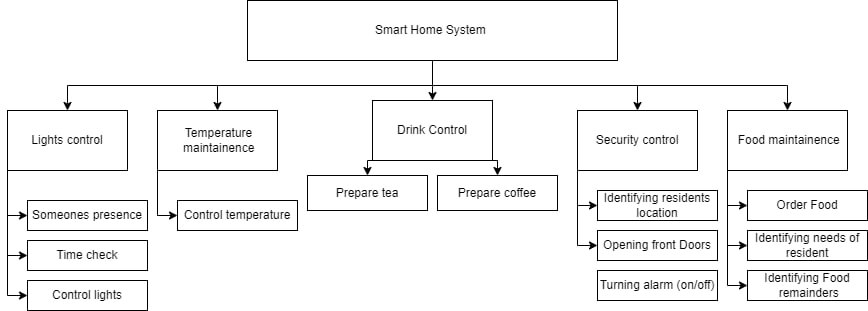 Smart Home System
Lights control
Temperature
maintainence
Drink Control
Security control
Food maintainence
Prepare tea
Prepare coffee
Someones presence
Time check
Control lights
Control temperature
Identifying residents
location
Opening front Doors
Turning alarm (on/off)
Order Food
Identifying needs of
resident
Identifying Food
remainders